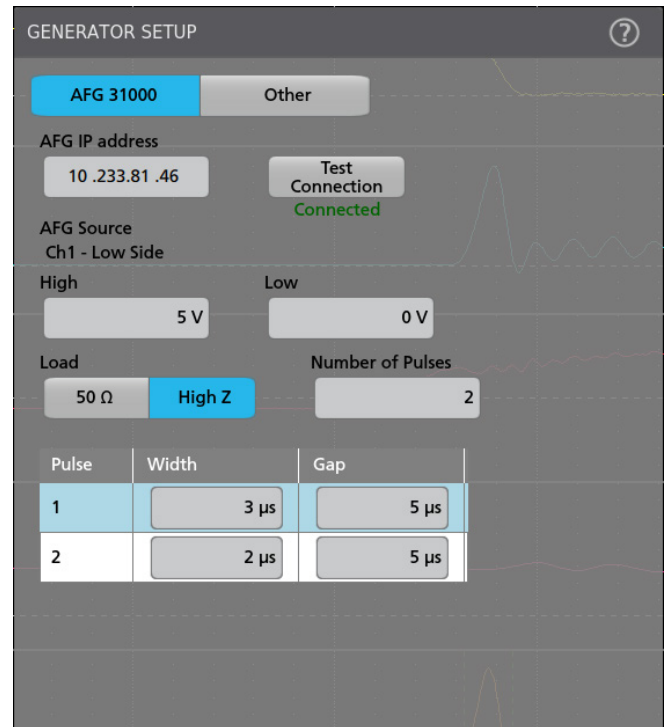 GENERATOR SETUP
?
AFG 31000
Other
AFG IP address
10 .233.81 .46
Test
Connection
Connected
AFG Source
Ch1 - Low Side
High
Low
5 V
0 V
Load
Number of Pulses
50 Ω
High Z
2
Pulse
Width
Gap
1
3 µs
5 µs
2
2 µs
5 µs